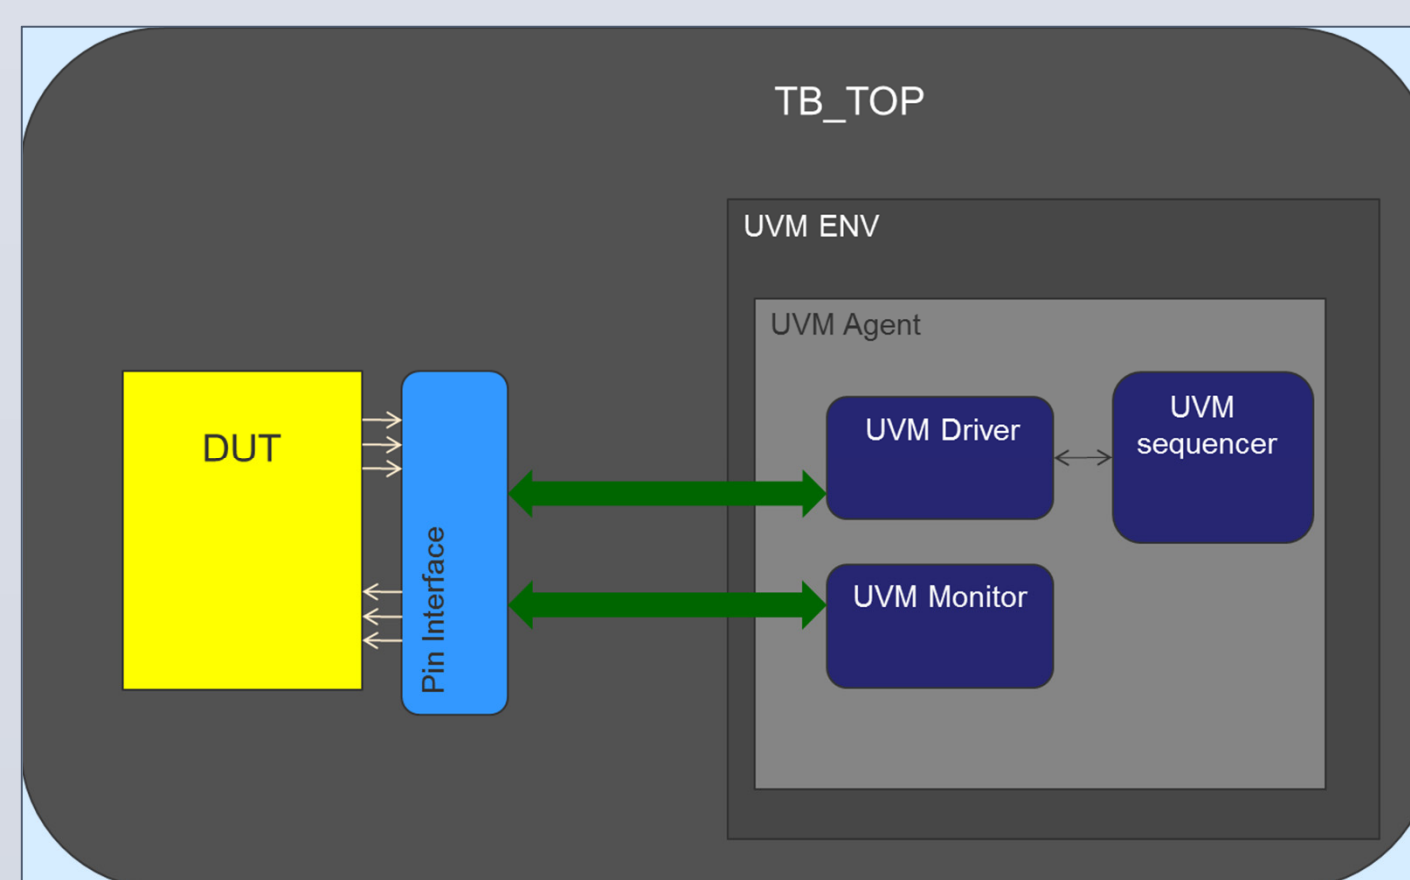 TB_TOP
UVM ENV
UVM Agent
DUT
Pin Interface
UVM Driver
UVM
sequencer
UVM Monitor